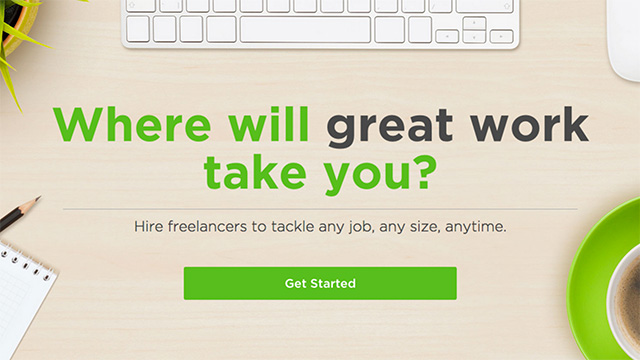 Where will great work
take you?
Hire freelancers to tackle any job, any size, anytime.
Get Started